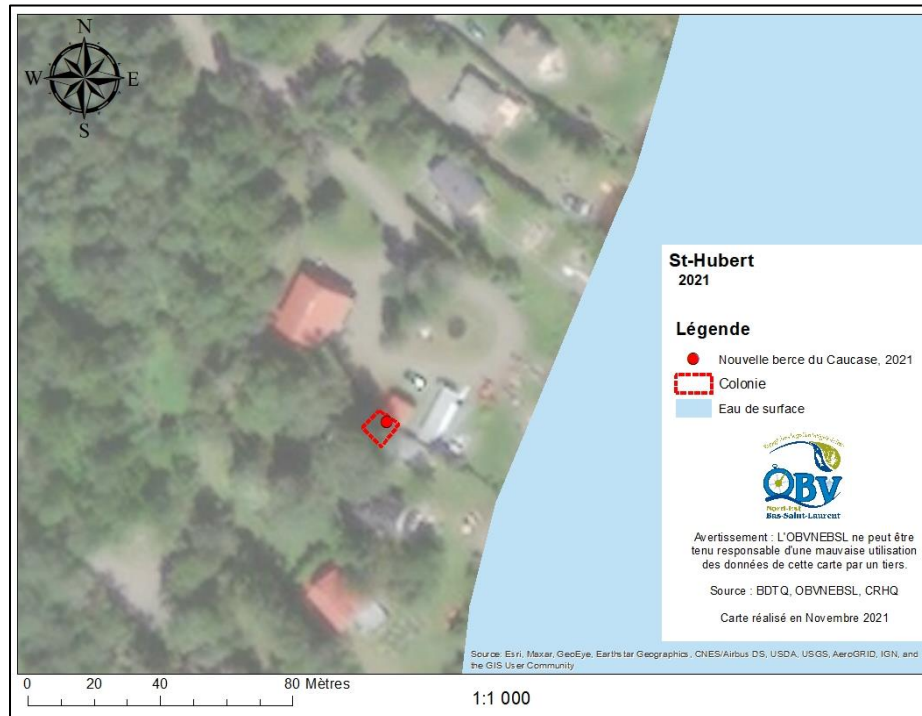 N
W E
S
St-Hubert
2021
Légende
Nouvelle berce du Caucase, 2021
Colonie
Eau de surface
OBV
Nord-Est
Bas-Saint-Laurent
Avertissement : L'OBVNEBSL ne peut être
tenu responsable d'une mauvaise utilisation
des données de cette carte par un tiers.
Source : BDTQ, OBVNEBSL, CRHQ
Carte réalisé en Novembre 2021
Source: Esri, Maxar, GeoEye, Earthstar Geographics, CNES/Airbus DS, USDA, USGS, AeroGRID, IGN, and
the GIS User Community
0 20 40 80 Mètres
1:1 000